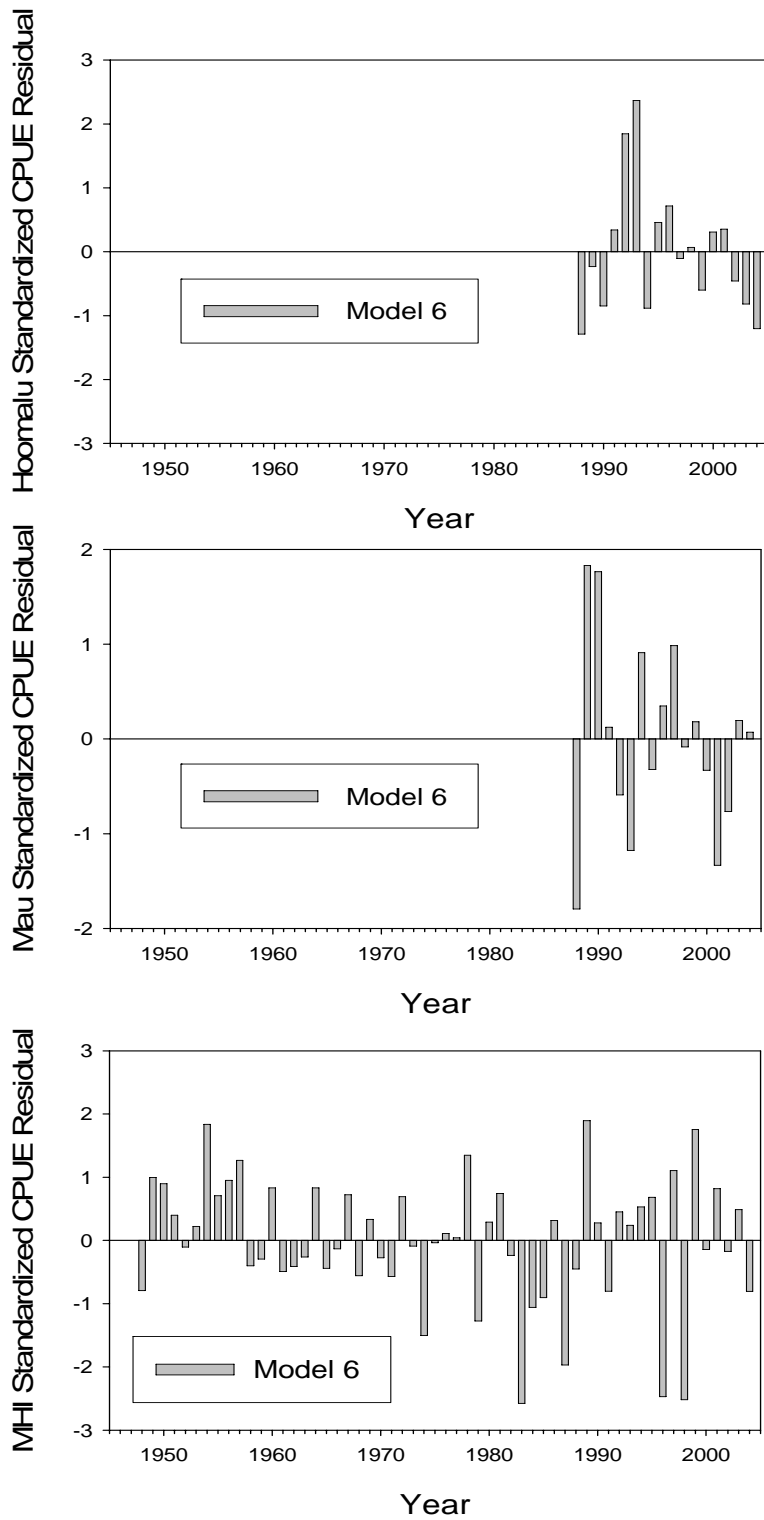 Hoomalu Standardized CPUE Residual
3
2
1
0
-1
-2
-3
Model 6
1950 1960 1970 1980 1990 2000
Year
Mau Standardized CPUE Residual
2
1
0
-1
-2
Model 6
1950 1960 1970 1980 1990 2000
Year
MHI Standardized CPUE Residual
3
2
1
0
-1
-2
-3
Model 6
1950 1960 1970 1980 1990 2000
Year